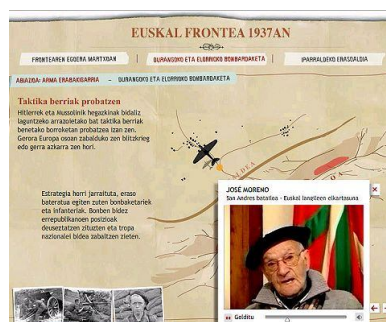 EUSKAL FRONTEA 1937AN
FRONTEAREN EGOERA MARTXOAN
DURANGOKO ETA ELORRIOKO BONBARDAKETA
IPARRALDEKO ERASOALDIA
ABIAZIOA: ARMA ERABAKIGARRIA - DURANGOKO ETA ELORRIOKO BONBARDAKETA
Taktika berriak probatzen
Hitlerrek eta Mussolinik hegazkinak bidaliz
laguntzeko arrazoietako bat taktika berriak
benetako borroketan probatzea izan zen.
Gerora Europa osoan zabalduko zen blitzkrieg
edo gerra azkarra zen hori.
Estrategia horri jarraituta, eraso
bateratua egiten zuten bonbaketariek
eta infanteriak. Bonben bidez
errepublikanoen posizioak
deuseztatzen zituzten eta tropa
nazionalei bidea zabaltzen zieten.
JOSÉ MORENO
San Andres batailoa - Euskal langileen elkartasuna
Gelditu